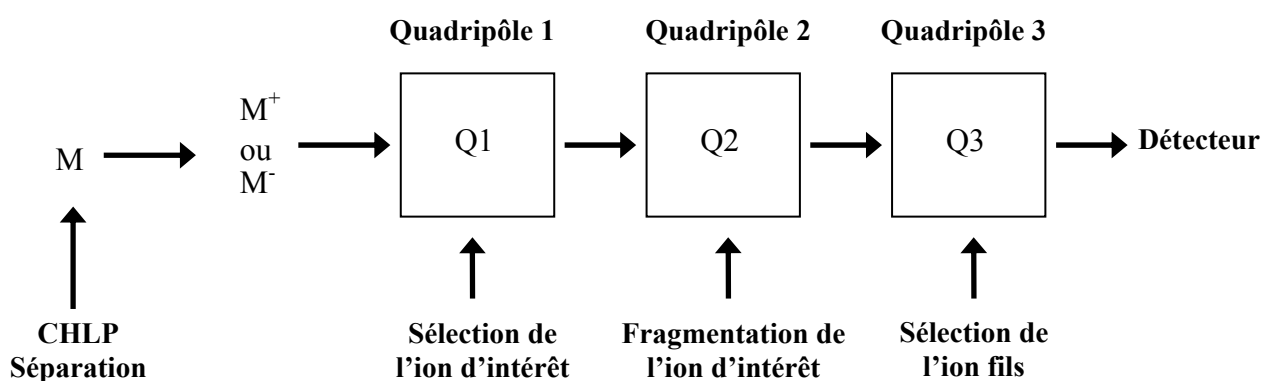 Quadripôle 1 Quadripôle 2 Quadripôle 3
M⁺
ou
M⁻
M
Q1 Q2 Q3
Détecteur
CHLP
Séparation
Sélection de
l'ion d'intérêt
Fragmentation de
l'ion d'intérêt
Sélection de
l'ion fils